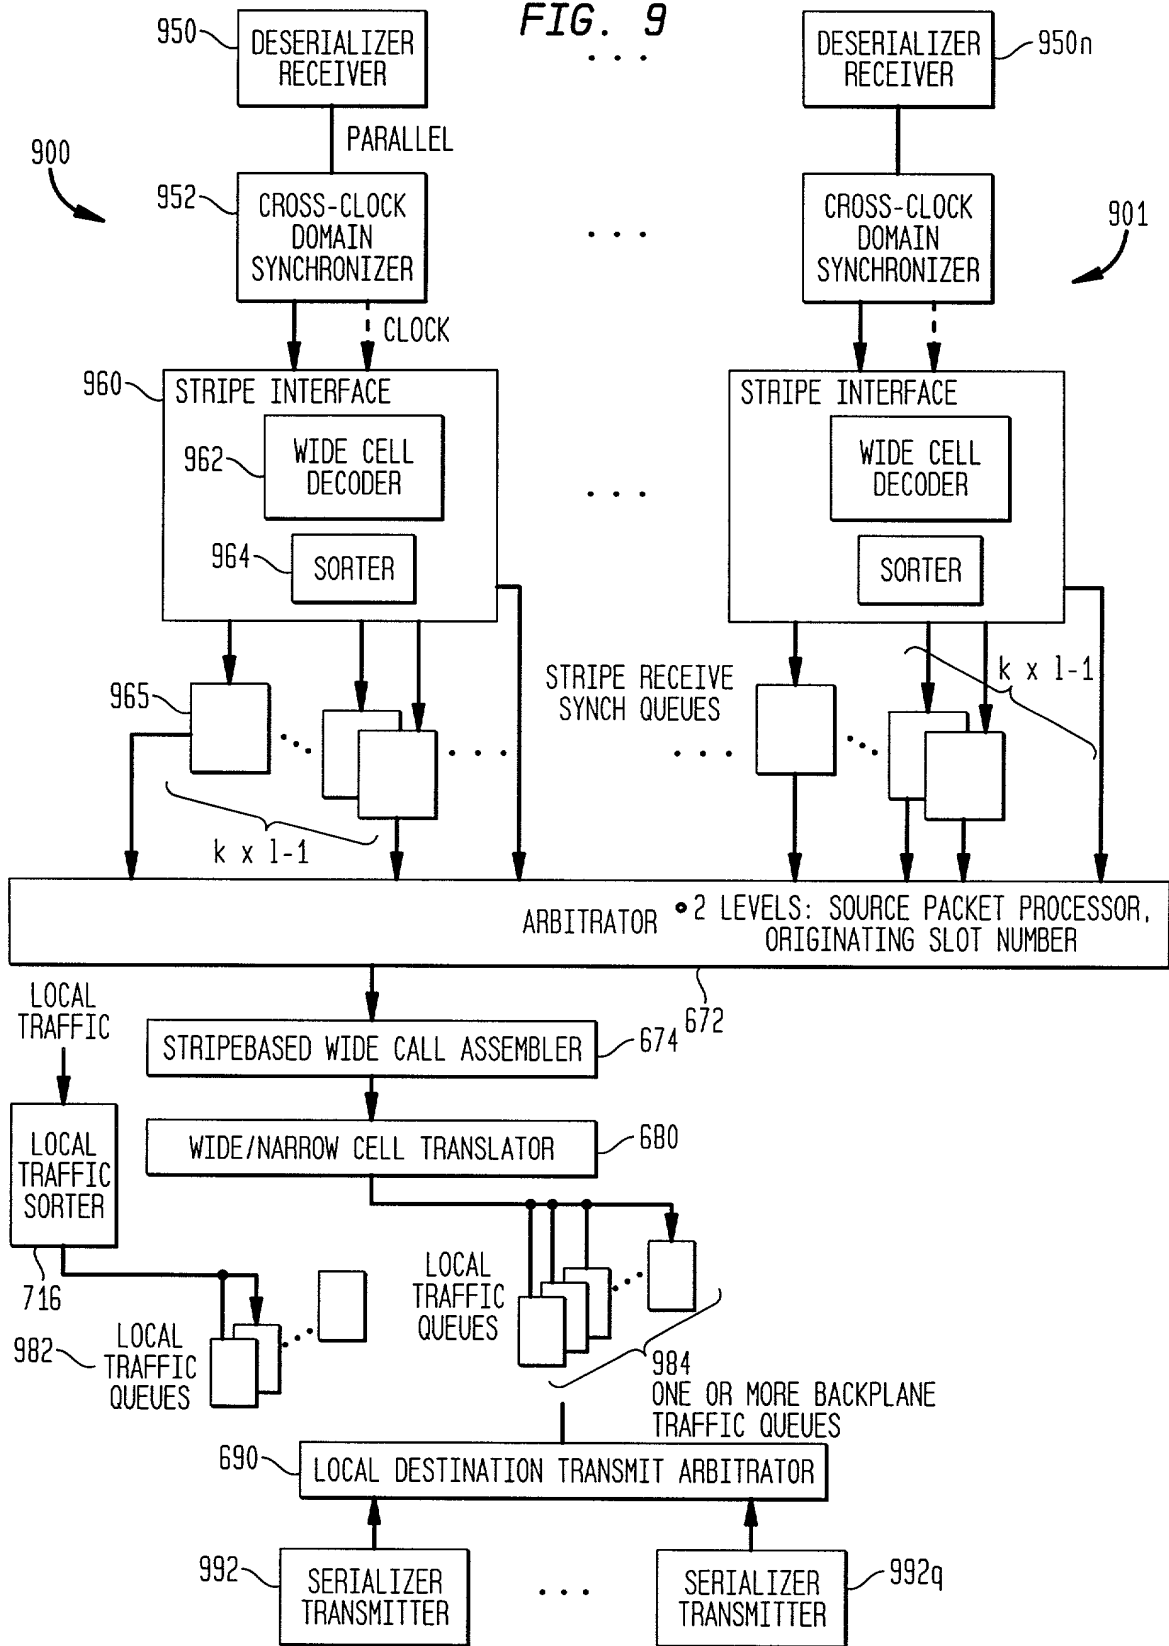 FIG. 9
950
DESERIALIZER
RECEIVER
. . .
DESERIALIZER
RECEIVER
950n
PARALLEL
900
952
CROSS-CLOCK
DOMAIN
SYNCHRONIZER
. . .
CROSS-CLOCK
DOMAIN
SYNCHRONIZER
901
CLOCK
960
STRIPE INTERFACE
STRIPE INTERFACE
962
WIDE CELL
DECODER
. . .
WIDE CELL
DECODER
964
SORTER
SORTER
965
STRIPE RECEIVE
SYNCH QUEUES
k x l-1
k x l-1
ARBITRATOR
•2 LEVELS: SOURCE PACKET PROCESSOR,
ORIGINATING SLOT NUMBER
672
LOCAL
TRAFFIC
STRIPEBASED WIDE CALL ASSEMBLER
674
LOCAL
TRAFFIC
SORTER
716
WIDE/NARROW CELL TRANSLATOR
680
LOCAL
TRAFFIC
QUEUES
982
LOCAL
TRAFFIC
QUEUES
984
ONE OR MORE BACKPLANE
TRAFFIC QUEUES
690
LOCAL DESTINATION TRANSMIT ARBITRATOR
992
SERIALIZER
TRANSMITTER
. . .
SERIALIZER
TRANSMITTER
992q